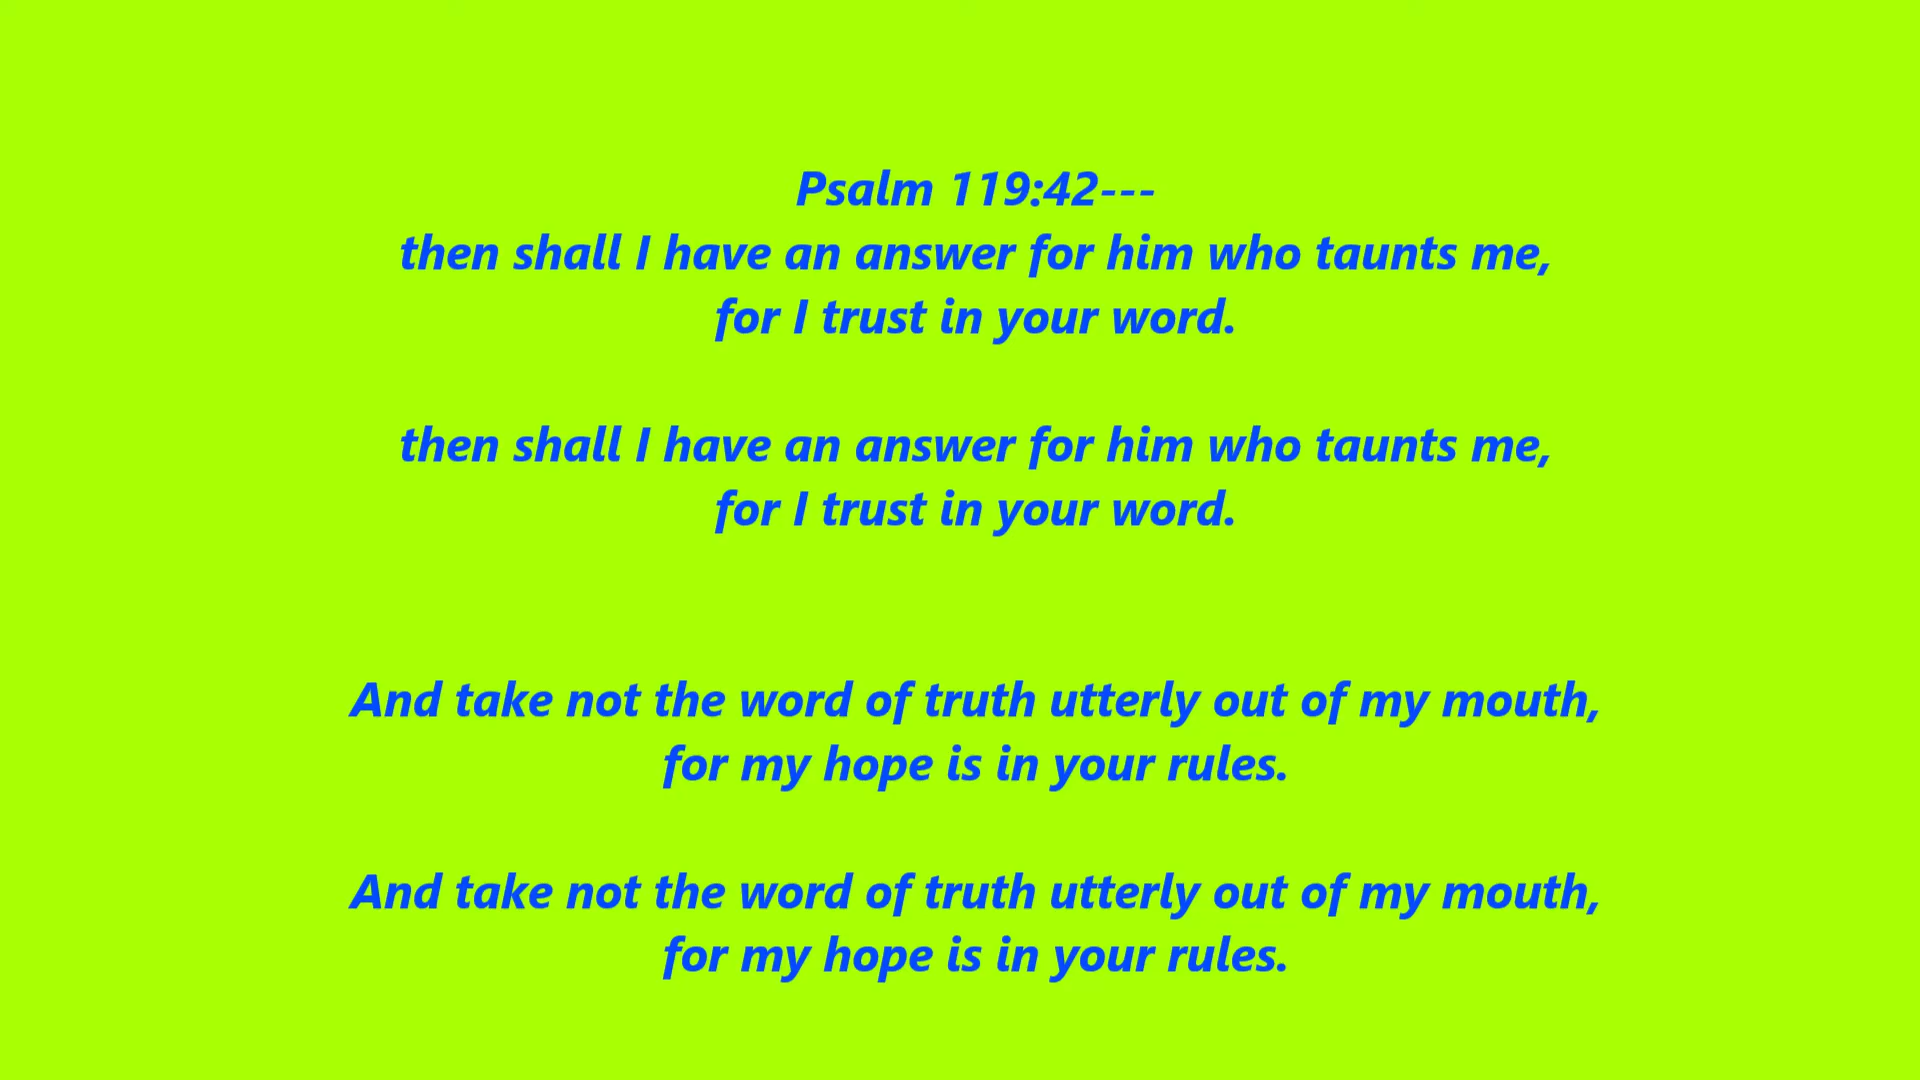 Psalm 119:42---
then shall I have an answer for him who taunts me,
for I trust in your word.
then shall I have an answer for him who taunts me,
for I trust in your word.
And take not the word of truth utterly out of my mouth,
for my hope is in your rules.
And take not the word of truth utterly out of my mouth,
for my hope is in your rules.